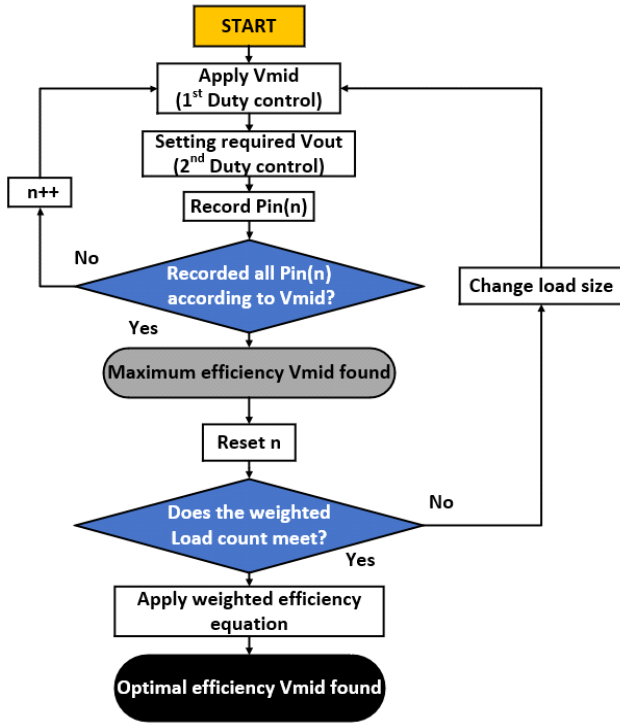 START
Apply Vmid
(1st Duty control)
Setting required Vout
(2nd Duty control)
n++
Record Pin(n)
No
Recorded all Pin(n)
according to Vmid?
Change load size
Yes
Maximum efficiency Vmid found
Reset n
No
Does the weighted
Load count meet?
Yes
Apply weighted efficiency
equation
Optimal efficiency Vmid found